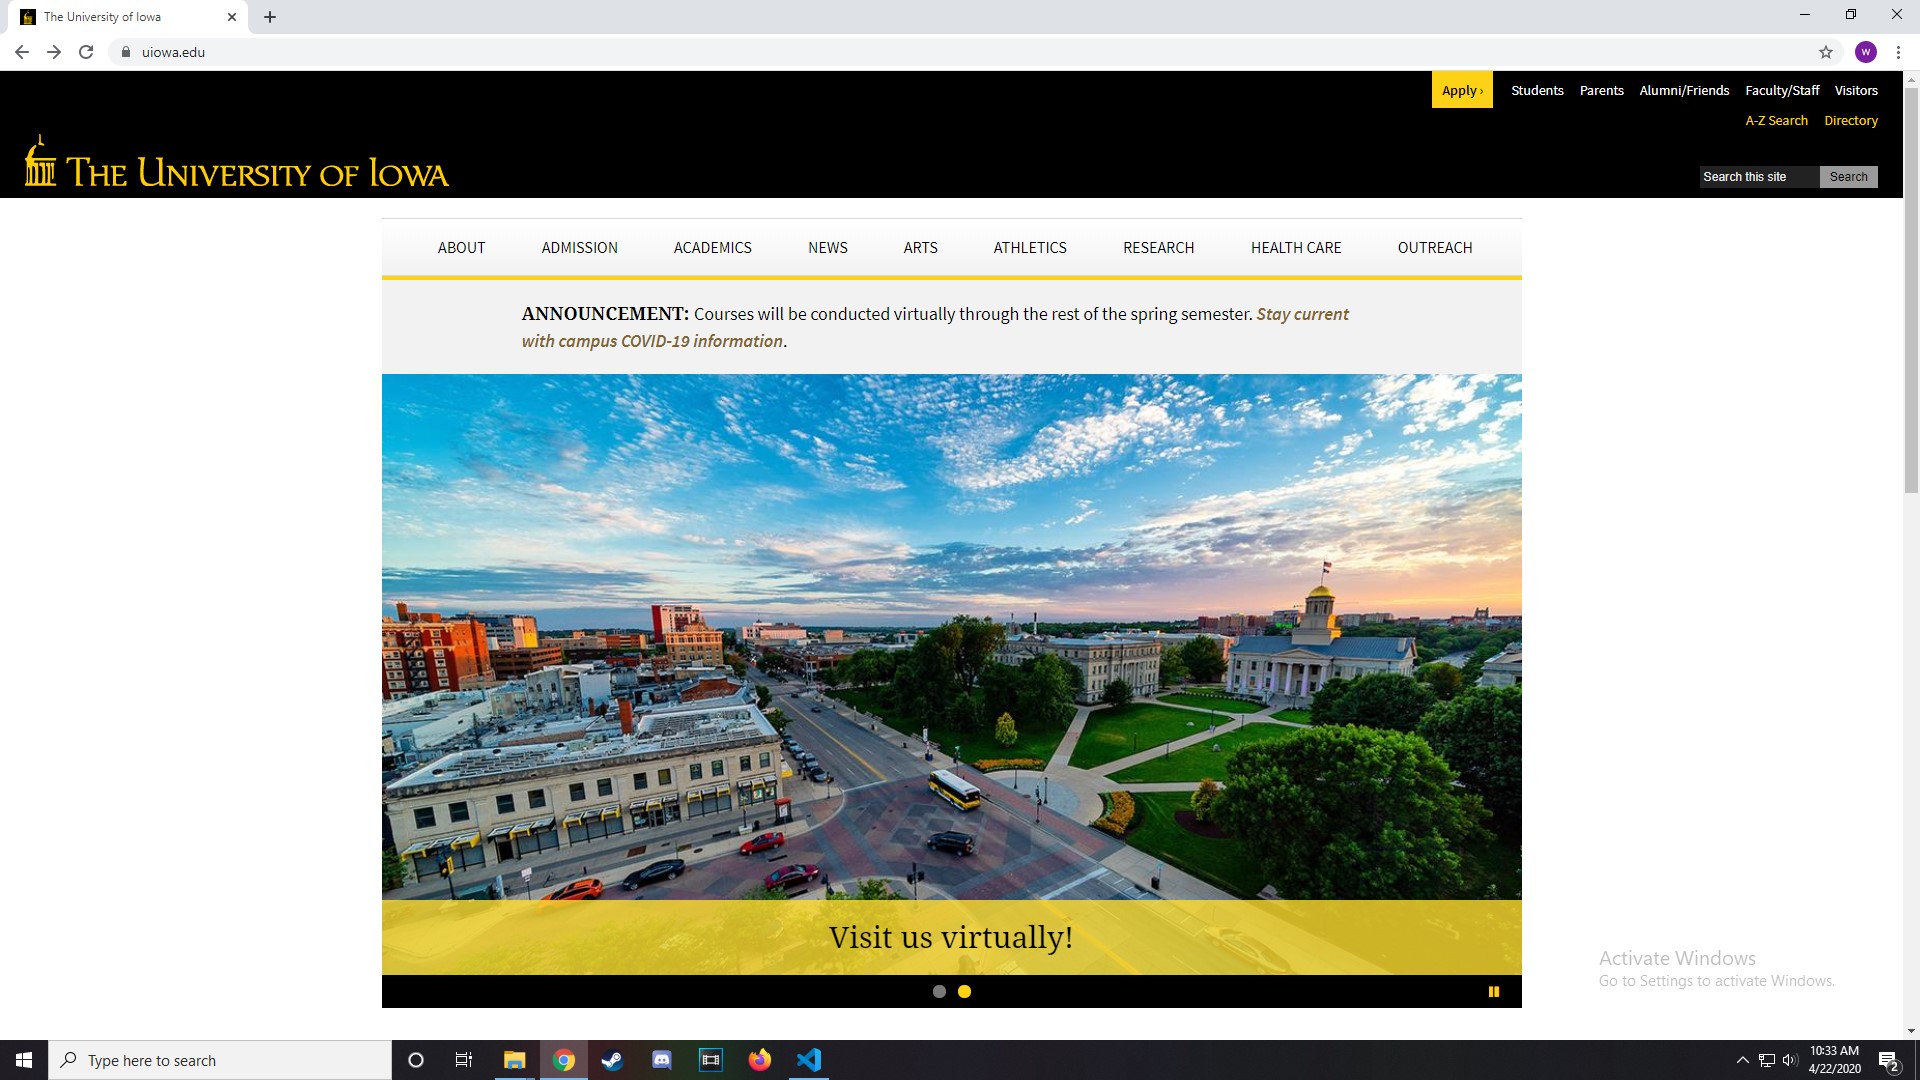 The University of Iowa
uiowa.edu
W
Apply › Students Parents Alumni/Friends Faculty/Staff Visitors
A-Z Search Directory
THE UNIVERSITY OF IOWA
Search this site Search
ABOUT ADMISSION ACADEMICS NEWS ARTS ATHLETICS RESEARCH HEALTH CARE OUTREACH
ANNOUNCEMENT: Courses will be conducted virtually through the rest of the spring semester. Stay current
with campus COVID-19 information.
Visit us virtually!
Activate Windows
Go to Settings to activate Windows.
Type here to search
10:33 AM
4/22/2020
2